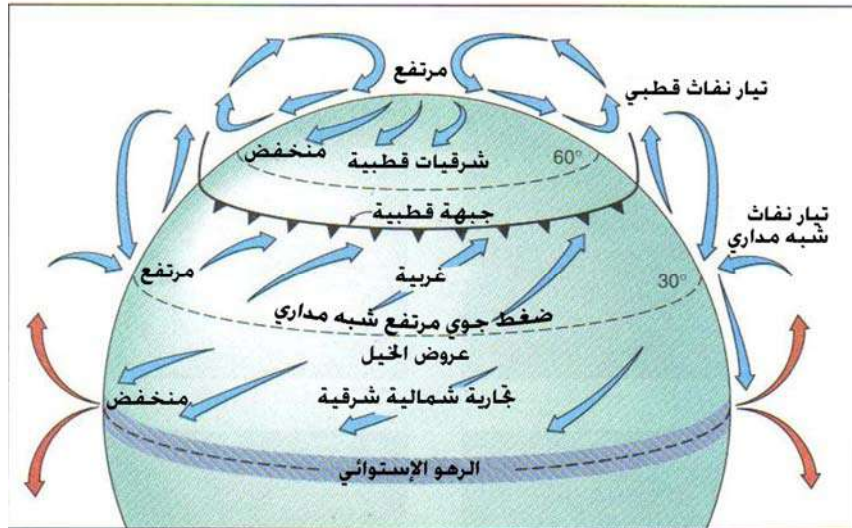 مرتفع
تيار نفاث قطبي
منخفض
شرقيات قطبية
60°
جبهة قطبية
تيار نفاث
شبه مداري
مرتفع
غربية
30°
ضغط جوي مرتفع شبه مداري
عروض الخيل
منخفض
تجارية شمالية شرقية
الرهو الإستوائي